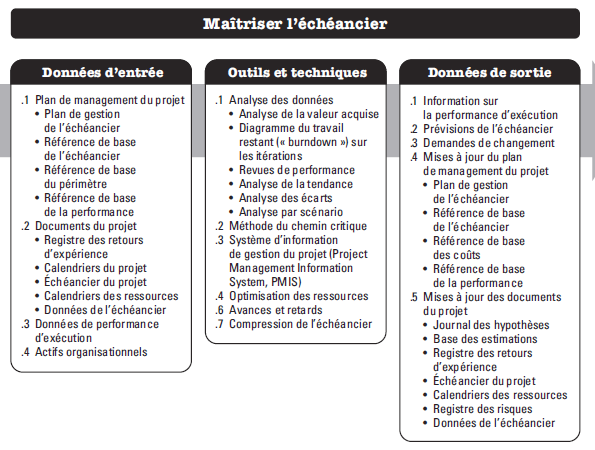 Maîtriser l'échéancier
Données d'entrée
.1 Plan de management du projet
• Plan de gestion
de l'échéancier
• Référence de base
de l'échéancier
• Référence de base
du périmètre
• Référence de base
de la performance
.2 Documents du projet
• Registre des retours
d'expérience
• Calendriers du projet
• Échéancier du projet
• Calendriers des ressources
• Données de l'échéancier
.3 Données de performance
d'exécution
.4 Actifs organisationnels
Outils et techniques
.1 Analyse des données
• Analyse de la valeur acquise
• Diagramme du travail
restant (« burndown ») sur
les itérations
• Revues de performance
• Analyse de la tendance
• Analyse des écarts
• Analyse par scénario
.2 Méthode du chemin critique
.3 Système d'information
de gestion du projet (Project
Management Information
System, PMIS)
.4 Optimisation des ressources
.6 Avances et retards
.7 Compression de l'échéancier
Données de sortie
.1 Information sur
la performance d'exécution
.2 Prévisions de l'échéancier
.3 Demandes de changement
.4 Mises à jour du plan
de management du projet
• Plan de gestion
de l'échéancier
• Référence de base
de l'échéancier
• Référence de base
des coûts
• Référence de base
de la performance
.5 Mises à jour des documents
du projet
• Journal des hypothèses
• Base des estimations
• Registre des retours
d'expérience
• Échéancier du projet
• Calendriers des ressources
• Registre des risques
• Données de l'échéancier